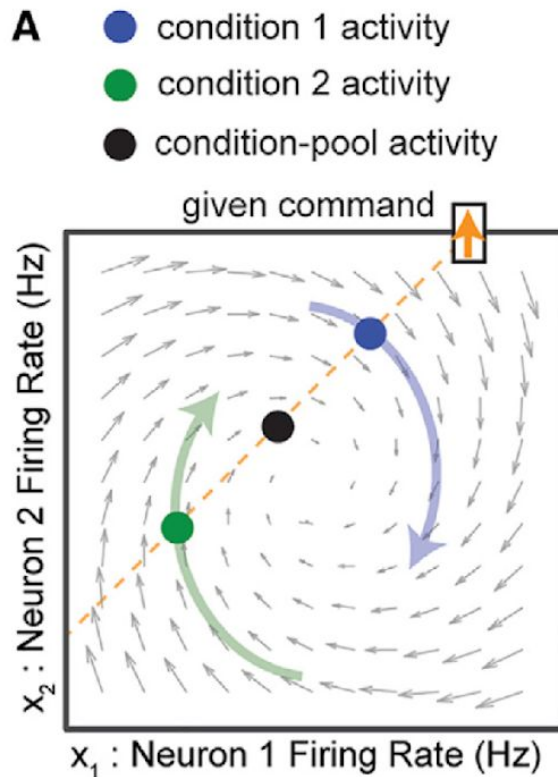 A
condition 1 activity
condition 2 activity
condition-pool activity
given command
x₂ : Neuron 2 Firing Rate (Hz)
x₁ : Neuron 1 Firing Rate (Hz)